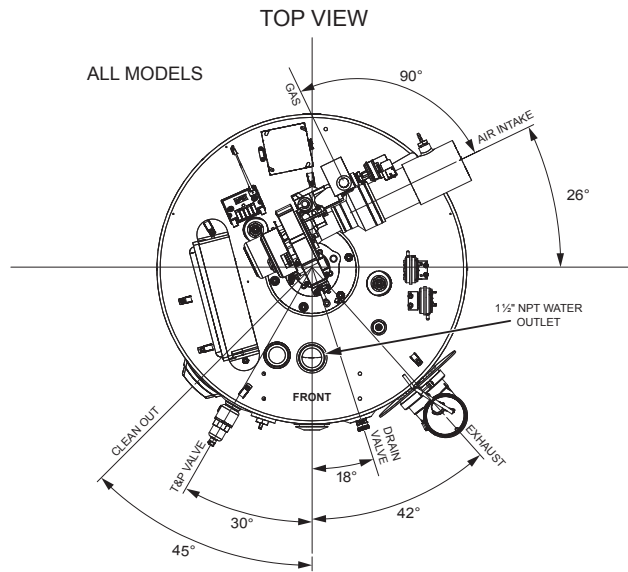 TOP VIEW
ALL MODELS
90°
GAS
AIR INTAKE
26°
1½" NPT WATER
OUTLET
FRONT
CLEAN OUT
T&P VALVE
DRAIN
VALVE
EXHAUST
18°
30°
42°
45°